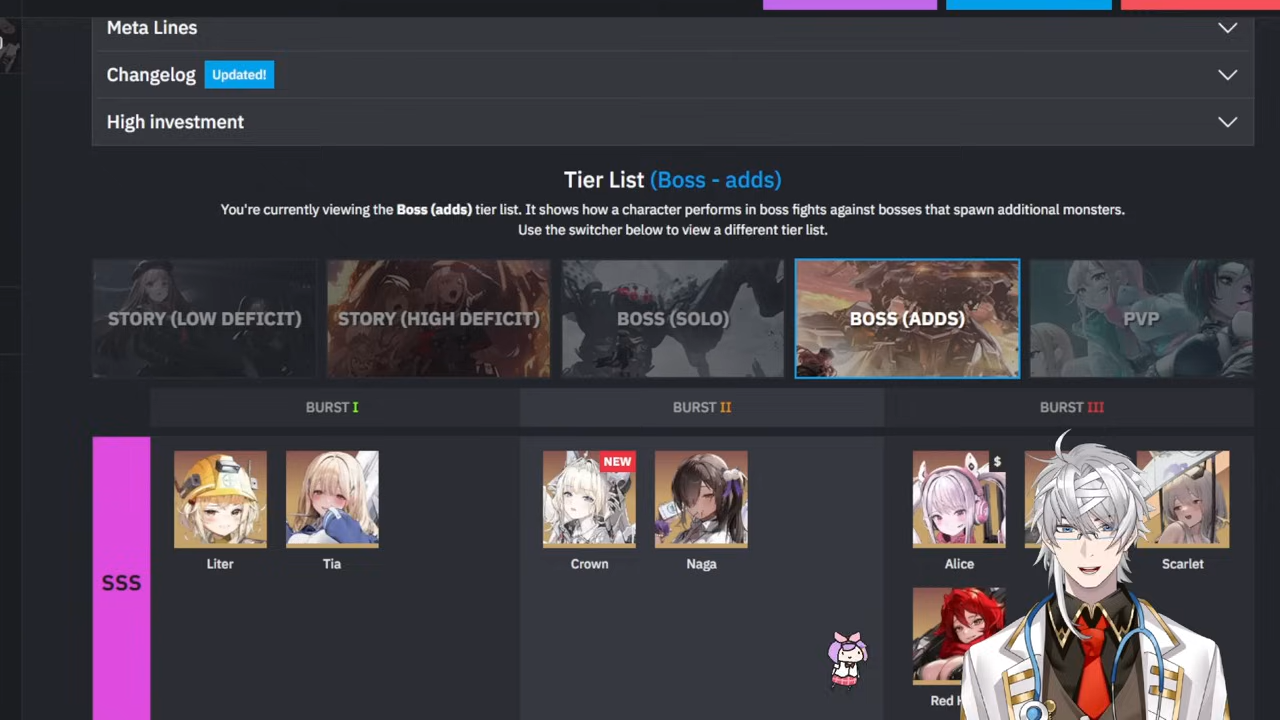 Meta Lines
Changelog Updated!
High investment
Tier List (Boss - adds)
You're currently viewing the Boss (adds) tier list. It shows how a character performs in boss fights against bosses that spawn additional monsters.
Use the switcher below to view a different tier list.
STORY (LOW DEFICIT) STORY (HIGH DEFICIT) BOSS (SOLO) BOSS (ADDS) PVP
BURST I BURST II BURST III
NEW $
Liter Tia Crown Naga Alice Scarlet
SSS
Red